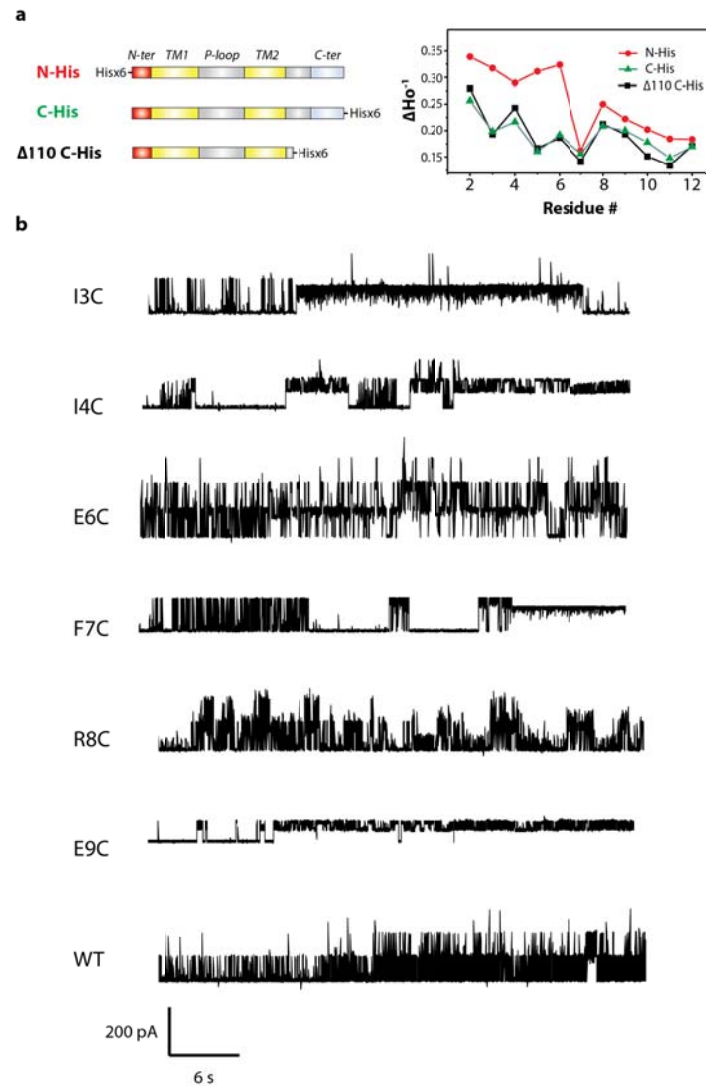 a
N-ter TM1 P-loop TM2 C-ter
N-His Hisx6
C-His Hisx6
Δ110 C-His Hisx6
ΔHo⁻¹
0.35
0.30
0.25
0.20
0.15
N-His
C-His
Δ110 C-His
2 4 6 8 10 12
Residue #
b
I3C
I4C
E6C
F7C
R8C
E9C
WT
200 pA
6 s